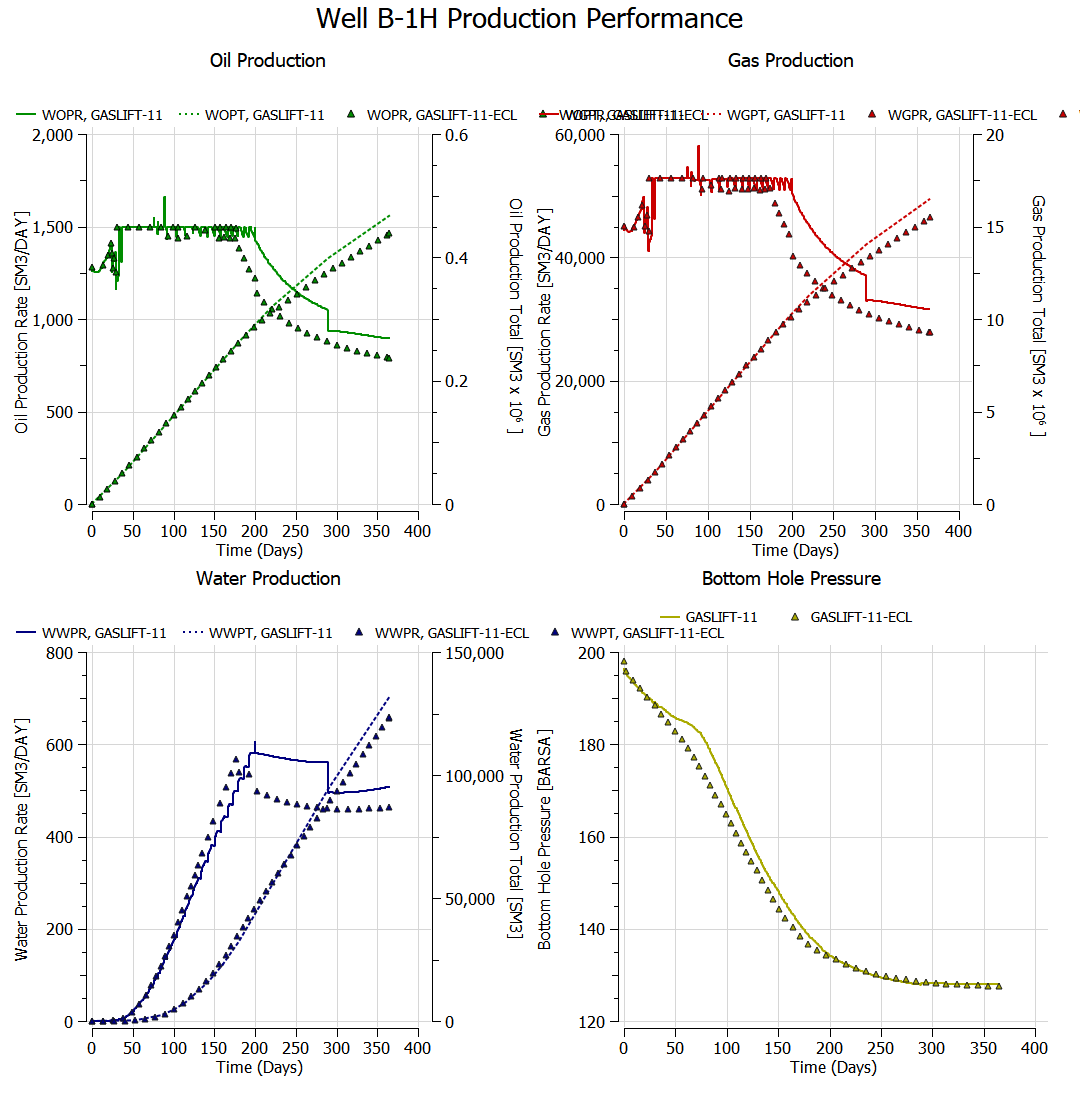 Well B-1H Production Performance
Oil Production
WOPR, GASLIFT-11 WOPT, GASLIFT-11 WOPR, GASLIFT-11-ECL WOPT, GASLIFT-11-ECL
2,000
1,500
1,000
500
0
0.6
0.4
0.2
0
Oil Production Rate [SM3/DAY]
Oil Production Total [SM3 x 10⁶ ]
0 50 100 150 200 250 300 350 400
Time (Days)
Gas Production
WGPR, GASLIFT-11 WGPT, GASLIFT-11 WGPR, GASLIFT-11-ECL
60,000
40,000
20,000
0
20
15
10
5
0
Gas Production Rate [SM3/DAY]
Gas Production Total [SM3 x 10⁶ ]
0 50 100 150 200 250 300 350 400
Time (Days)
Water Production
WWPR, GASLIFT-11 WWPT, GASLIFT-11 WWPR, GASLIFT-11-ECL WWPT, GASLIFT-11-ECL
800
600
400
200
0
150,000
100,000
50,000
0
Water Production Rate [SM3/DAY]
Water Production Total [SM3]
0 50 100 150 200 250 300 350 400
Time (Days)
Bottom Hole Pressure
GASLIFT-11 GASLIFT-11-ECL
200
180
160
140
120
Bottom Hole Pressure [BARSA]
0 50 100 150 200 250 300 350 400
Time (Days)